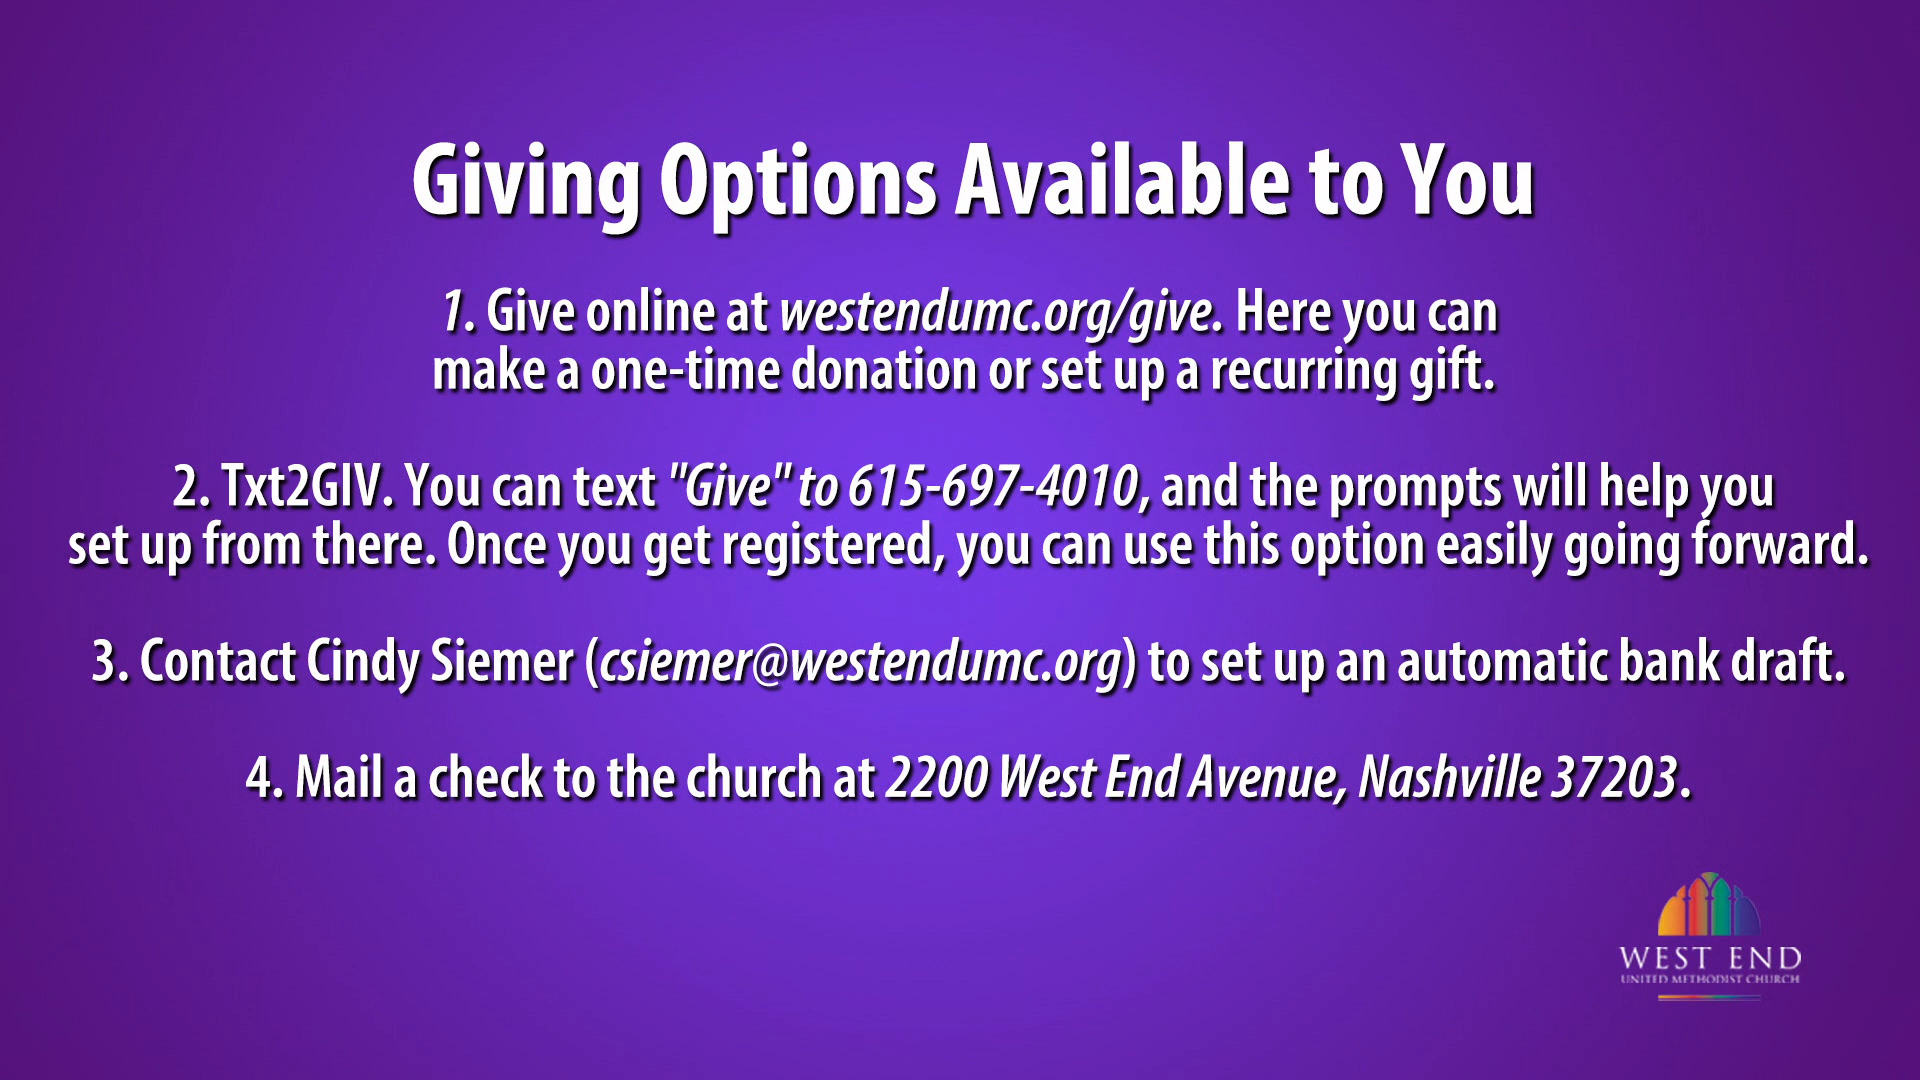 Giving Options Available to You
1. Give online at westendumc.org/give. Here you can
make a one-time donation or set up a recurring gift.
2. Txt2GIV. You can text "Give" to 615-697-4010, and the prompts will help you
set up from there. Once you get registered, you can use this option easily going forward.
3. Contact Cindy Siemer (csiemer@westendumc.org) to set up an automatic bank draft.
4. Mail a check to the church at 2200 West End Avenue, Nashville 37203.
WEST END
UNITED METHODIST CHURCH